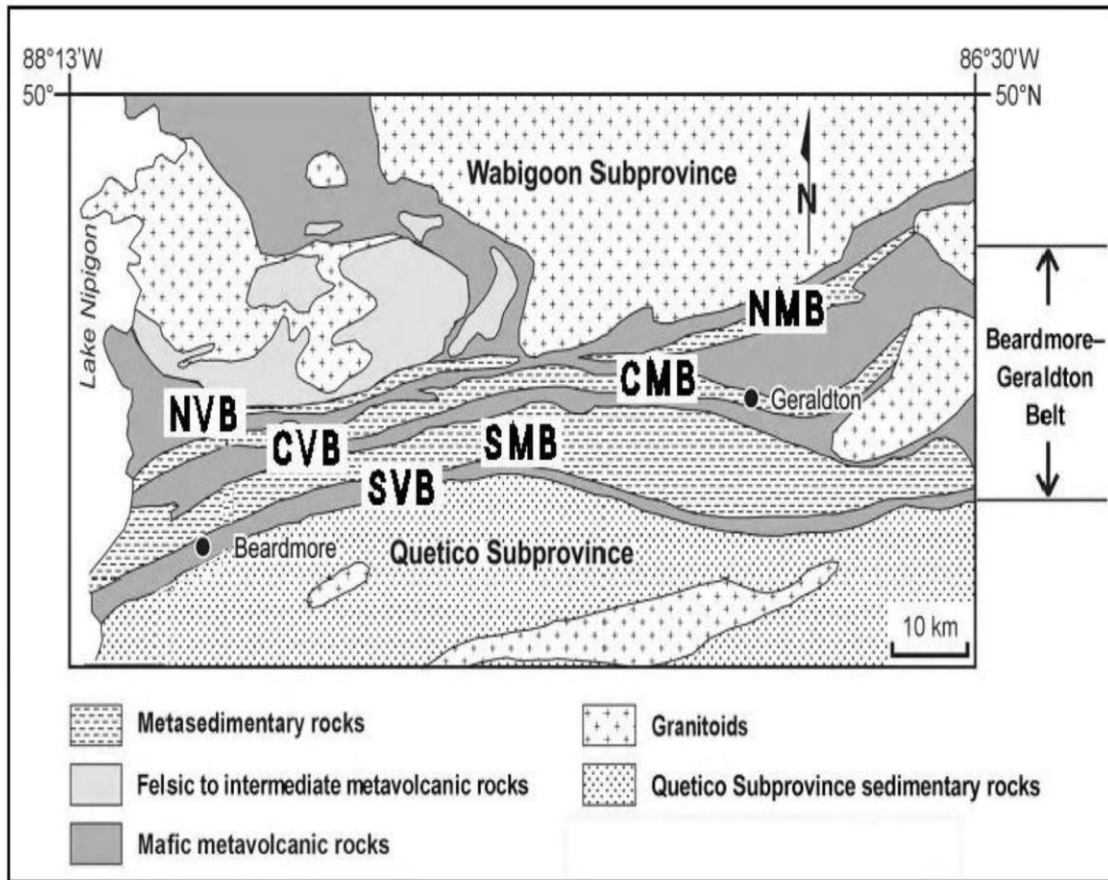 88°13'W
86°30'W
50°
50°N
Wabigoon Subprovince
N
Lake Nipigon
NMB
Beardmore–
Geraldton
Belt
CMB
Geraldton
NVB
CVB
SMB
SVB
Beardmore
Quetico Subprovince
10 km
Metasedimentary rocks
Granitoids
Felsic to intermediate metavolcanic rocks
Quetico Subprovince sedimentary rocks
Mafic metavolcanic rocks